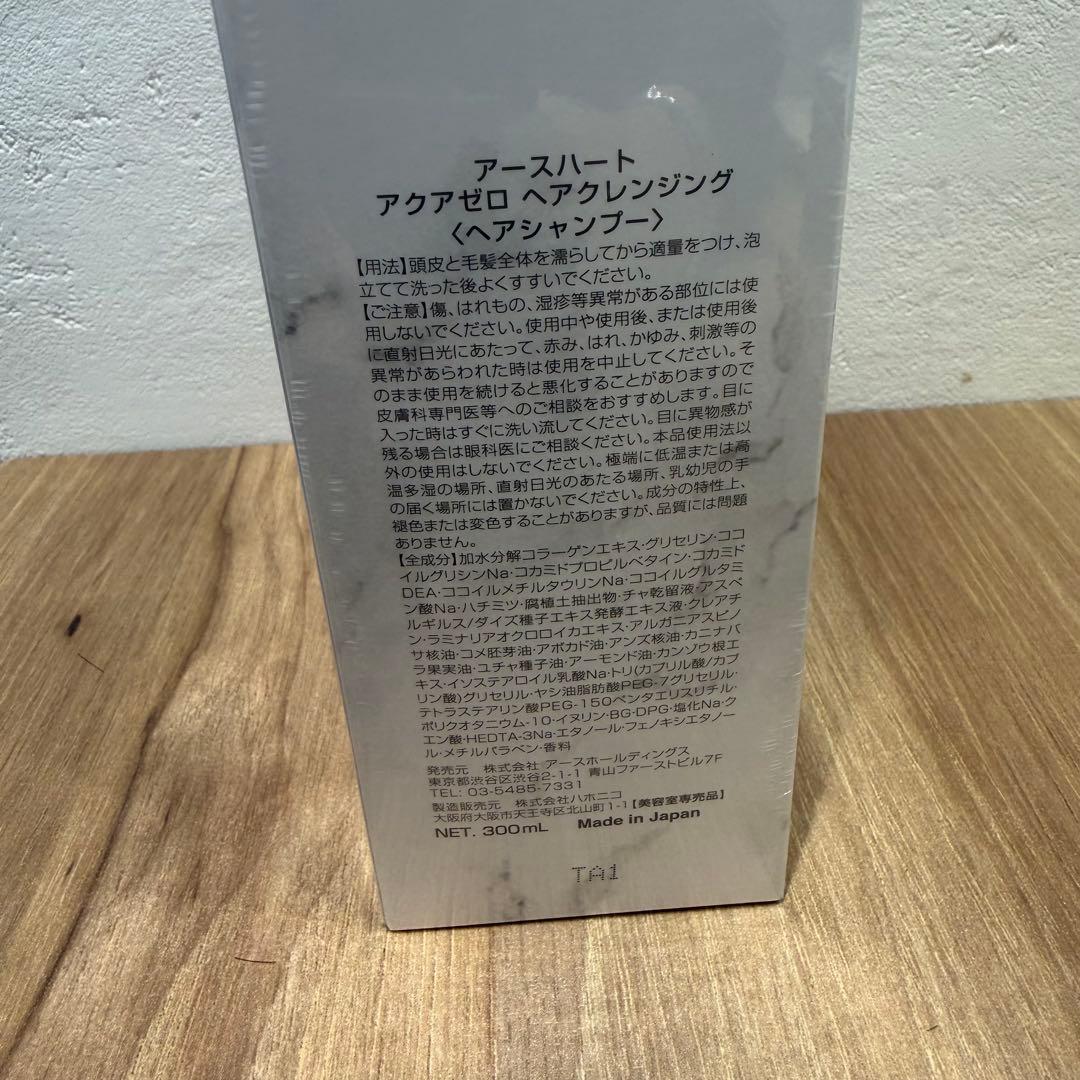 アースハート
アクアゼロ ヘアクレンジング
〈ヘアシャンプー〉
【用法】頭皮と毛髪全体を濡らしてから適量をつけ、泡
立てて洗った後よくすすいでください。
【ご注意】傷、はれもの、湿疹等異常がある部位には使
用しないでください。使用中や使用後、または使用後
に直射日光にあたって、赤み、はれ、かゆみ、刺激等の
異常があらわれた時は使用を中止してください。そ
のまま使用を続けると悪化することがありますので
皮膚科専門医等へのご相談をおすすめします。目に
入った時はすぐに洗い流してください。目に異物感が
残る場合は眼科医にご相談ください。本品使用法以
外の使用はしないでください。極端に低温または高
温多湿の場所、直射日光のあたる場所、乳幼児の手
の届く場所には置かないでください。成分の特性上、
褪色または変色することがありますが、品質には問題
ありません。
【全成分】加水分解コラーゲンエキス・グリセリン・ココ
イルグリシンNa・コカミドプロピルベタイン・コカミド
DEA・ココイルメチルタウリンNa・ココイルグルタミ
ン酸Na・ハチミツ・腐植土抽出物・チャ乾留液・アスペ
ルギルス/ダイズ種子エキス発酵エキス液・クレアチ
ン・ラミナリアオクロロイカエキス・アルガニアスピノ
サ核油・コメ胚芽油・アボカド油・アンズ核油・カニナバ
ラ果実油・ユチャ種子油・アーモンド油・カンゾウ根エ
キス・イソステアロイル乳酸Na・トリ(カプリル酸/カプ
リン酸)グリセリル・ヤシ油脂肪酸PEG-7グリセリル・
テトラステアリン酸PEG-150ペンタエリスリチル・
ポリクオタニウム-10・イヌリン・BG・DPG・塩化Na・ク
エン酸・HEDTA-3Na・エタノール・フェノキシエタノー
ル・メチルパラベン・香料
発売元 株式会社 アースホールディングス
東京都渋谷区渋谷2-1-1 青山ファーストビル7F
TEL: 03-5485-7331
製造販売元 株式会社ハホニコ
大阪府大阪市天王寺区北山町1-1【美容室専売品】
NET. 300mL Made in Japan
TA1